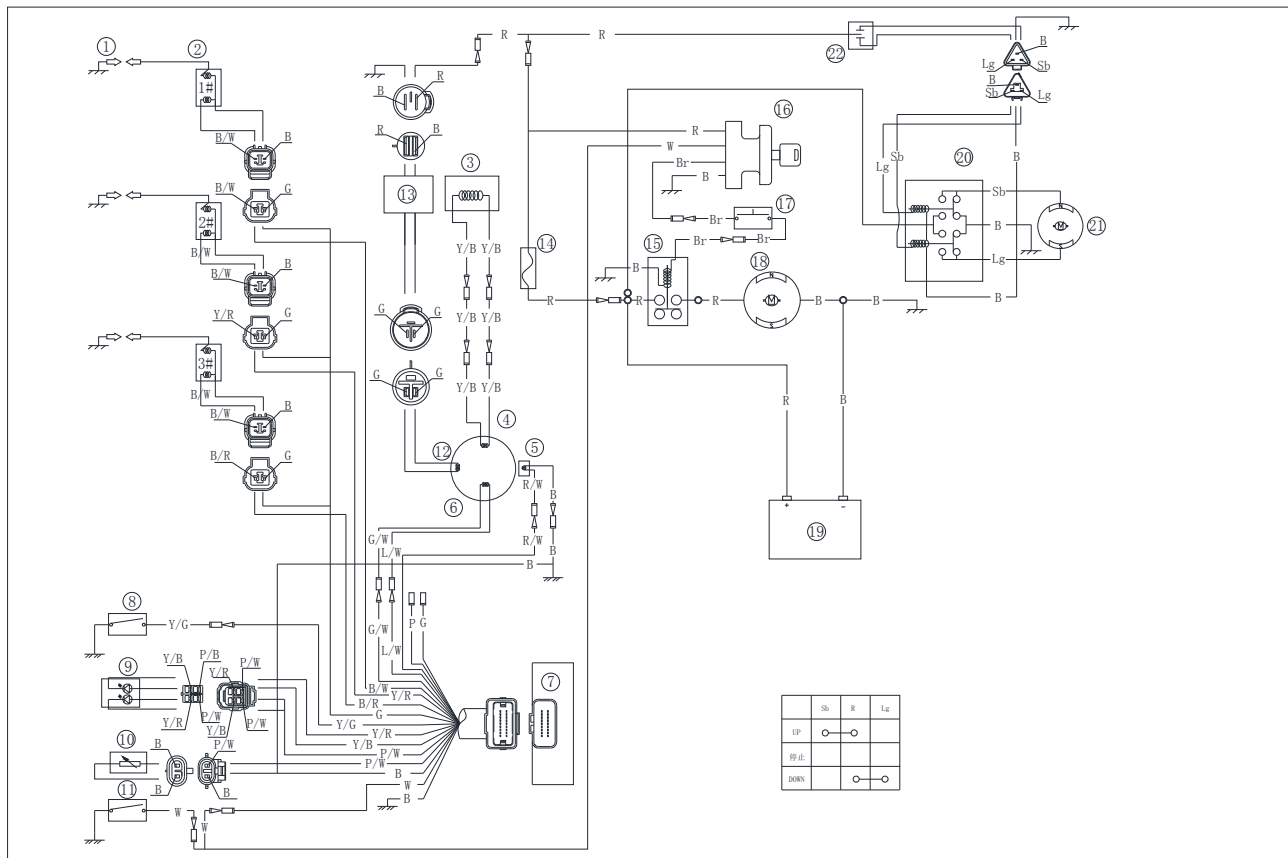 ① ② R R B
22 Lg Sb
B
Sb Lg
1# B R
B/W B R B
16
R
W
③ Br
B
Lg Sb 20 B
B/W G 13 17
2# Br
Sb
Br Br
B/W B Y/B Y/B 14 15 18 N B N M 21
B/W B
Lg
Y/R G G G R R R M B B B
S S
Y/B Y/B
3# G G Y/B Y/B
B/W B R B
B/W
④
B/R G 12 ⑤
R/W B
⑥ + -
19
G/W L/W R/W B
B
⑧
Y/G P G
G/W
L/W
Y/B P/B P/W
⑨ Y/R
B/W Y/R ⑦
B/R
G
Y/R P/W Y/B P/W
Y/G
Y/R
Y/B
⑩ B P/W P/W
P/W
B B B
⑪ W
W B
W
Sb R Lg
UP
停止
DOWN